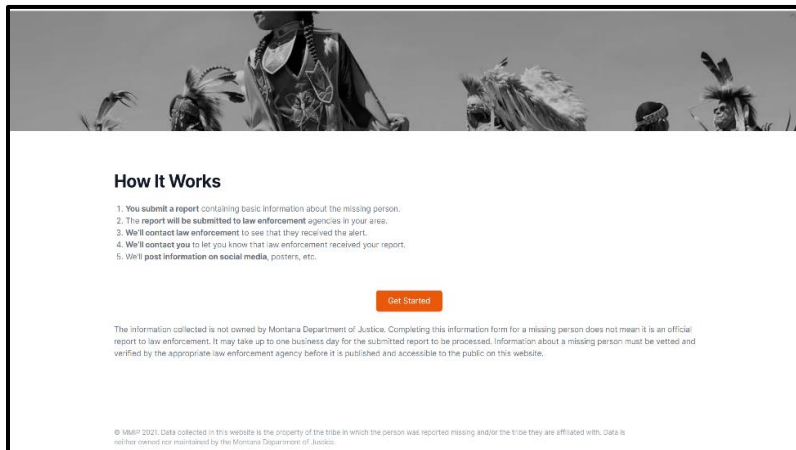 How It Works
1. You submit a report containing basic information about the missing person.
2. The report will be submitted to law enforcement agencies in your area.
3. We'll contact law enforcement to see that they received the alert.
4. We'll contact you to let you know that law enforcement received your report.
5. We'll post information on social media, posters, etc.
Get Started
The information collected is not owned by Montana Department of Justice. Completing this information form for a missing person does not mean it is an official
report to law enforcement. It may take up to one business day for the submitted report to be processed. Information about a missing person must be vetted and
verified by the appropriate law enforcement agency before it is published and accessible to the public on this website.
© MMIP 2021. Data collected in this website is the property of the tribe in which the person was reported missing and/or the tribe they are affiliated with. Data is
neither owned nor maintained by the Montana Department of Justice.